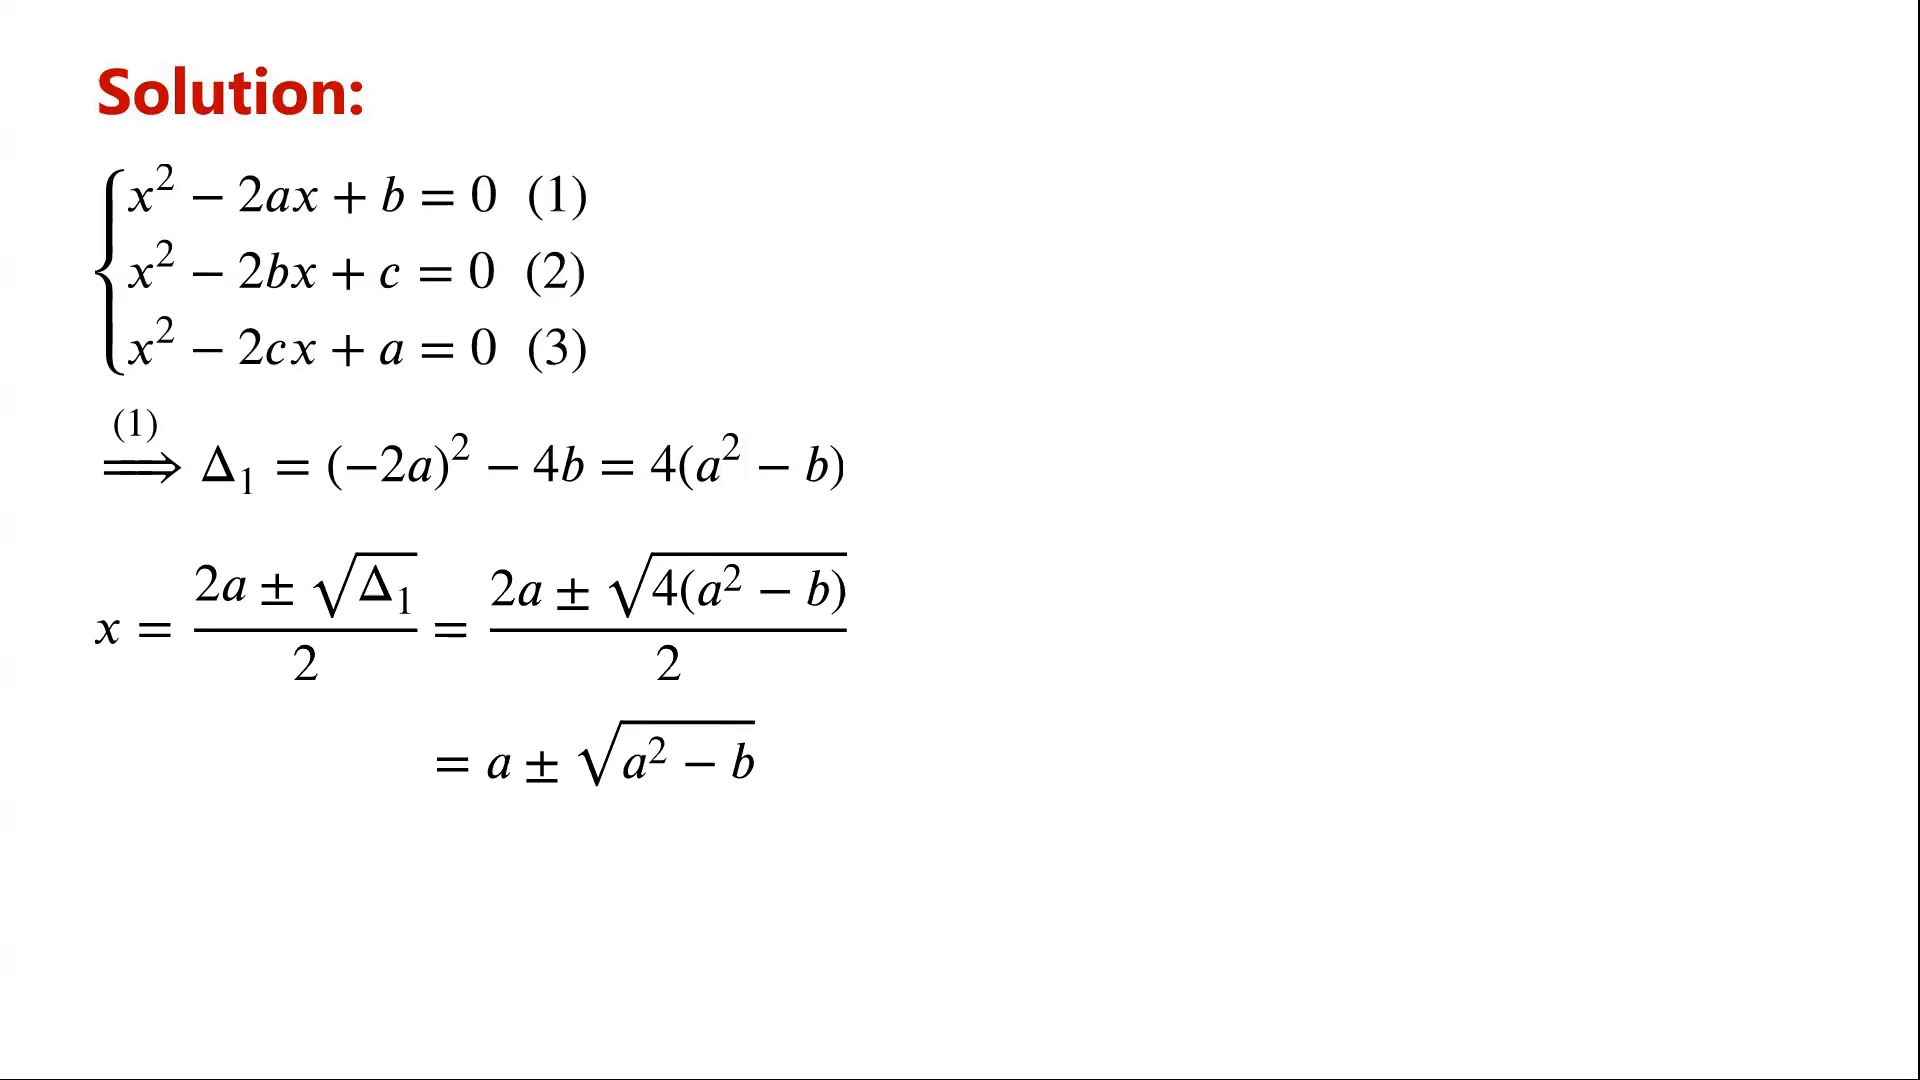 Solution:
x² − 2ax + b = 0 (1)
x² − 2bx + c = 0 (2)
x² − 2cx + a = 0 (3)
(1)
⟹ Δ₁ = (−2a)² − 4b = 4(a² − b)
x = (2a ± √Δ₁)/2 = (2a ± √(4(a² − b)))/2
= a ± √(a² − b)